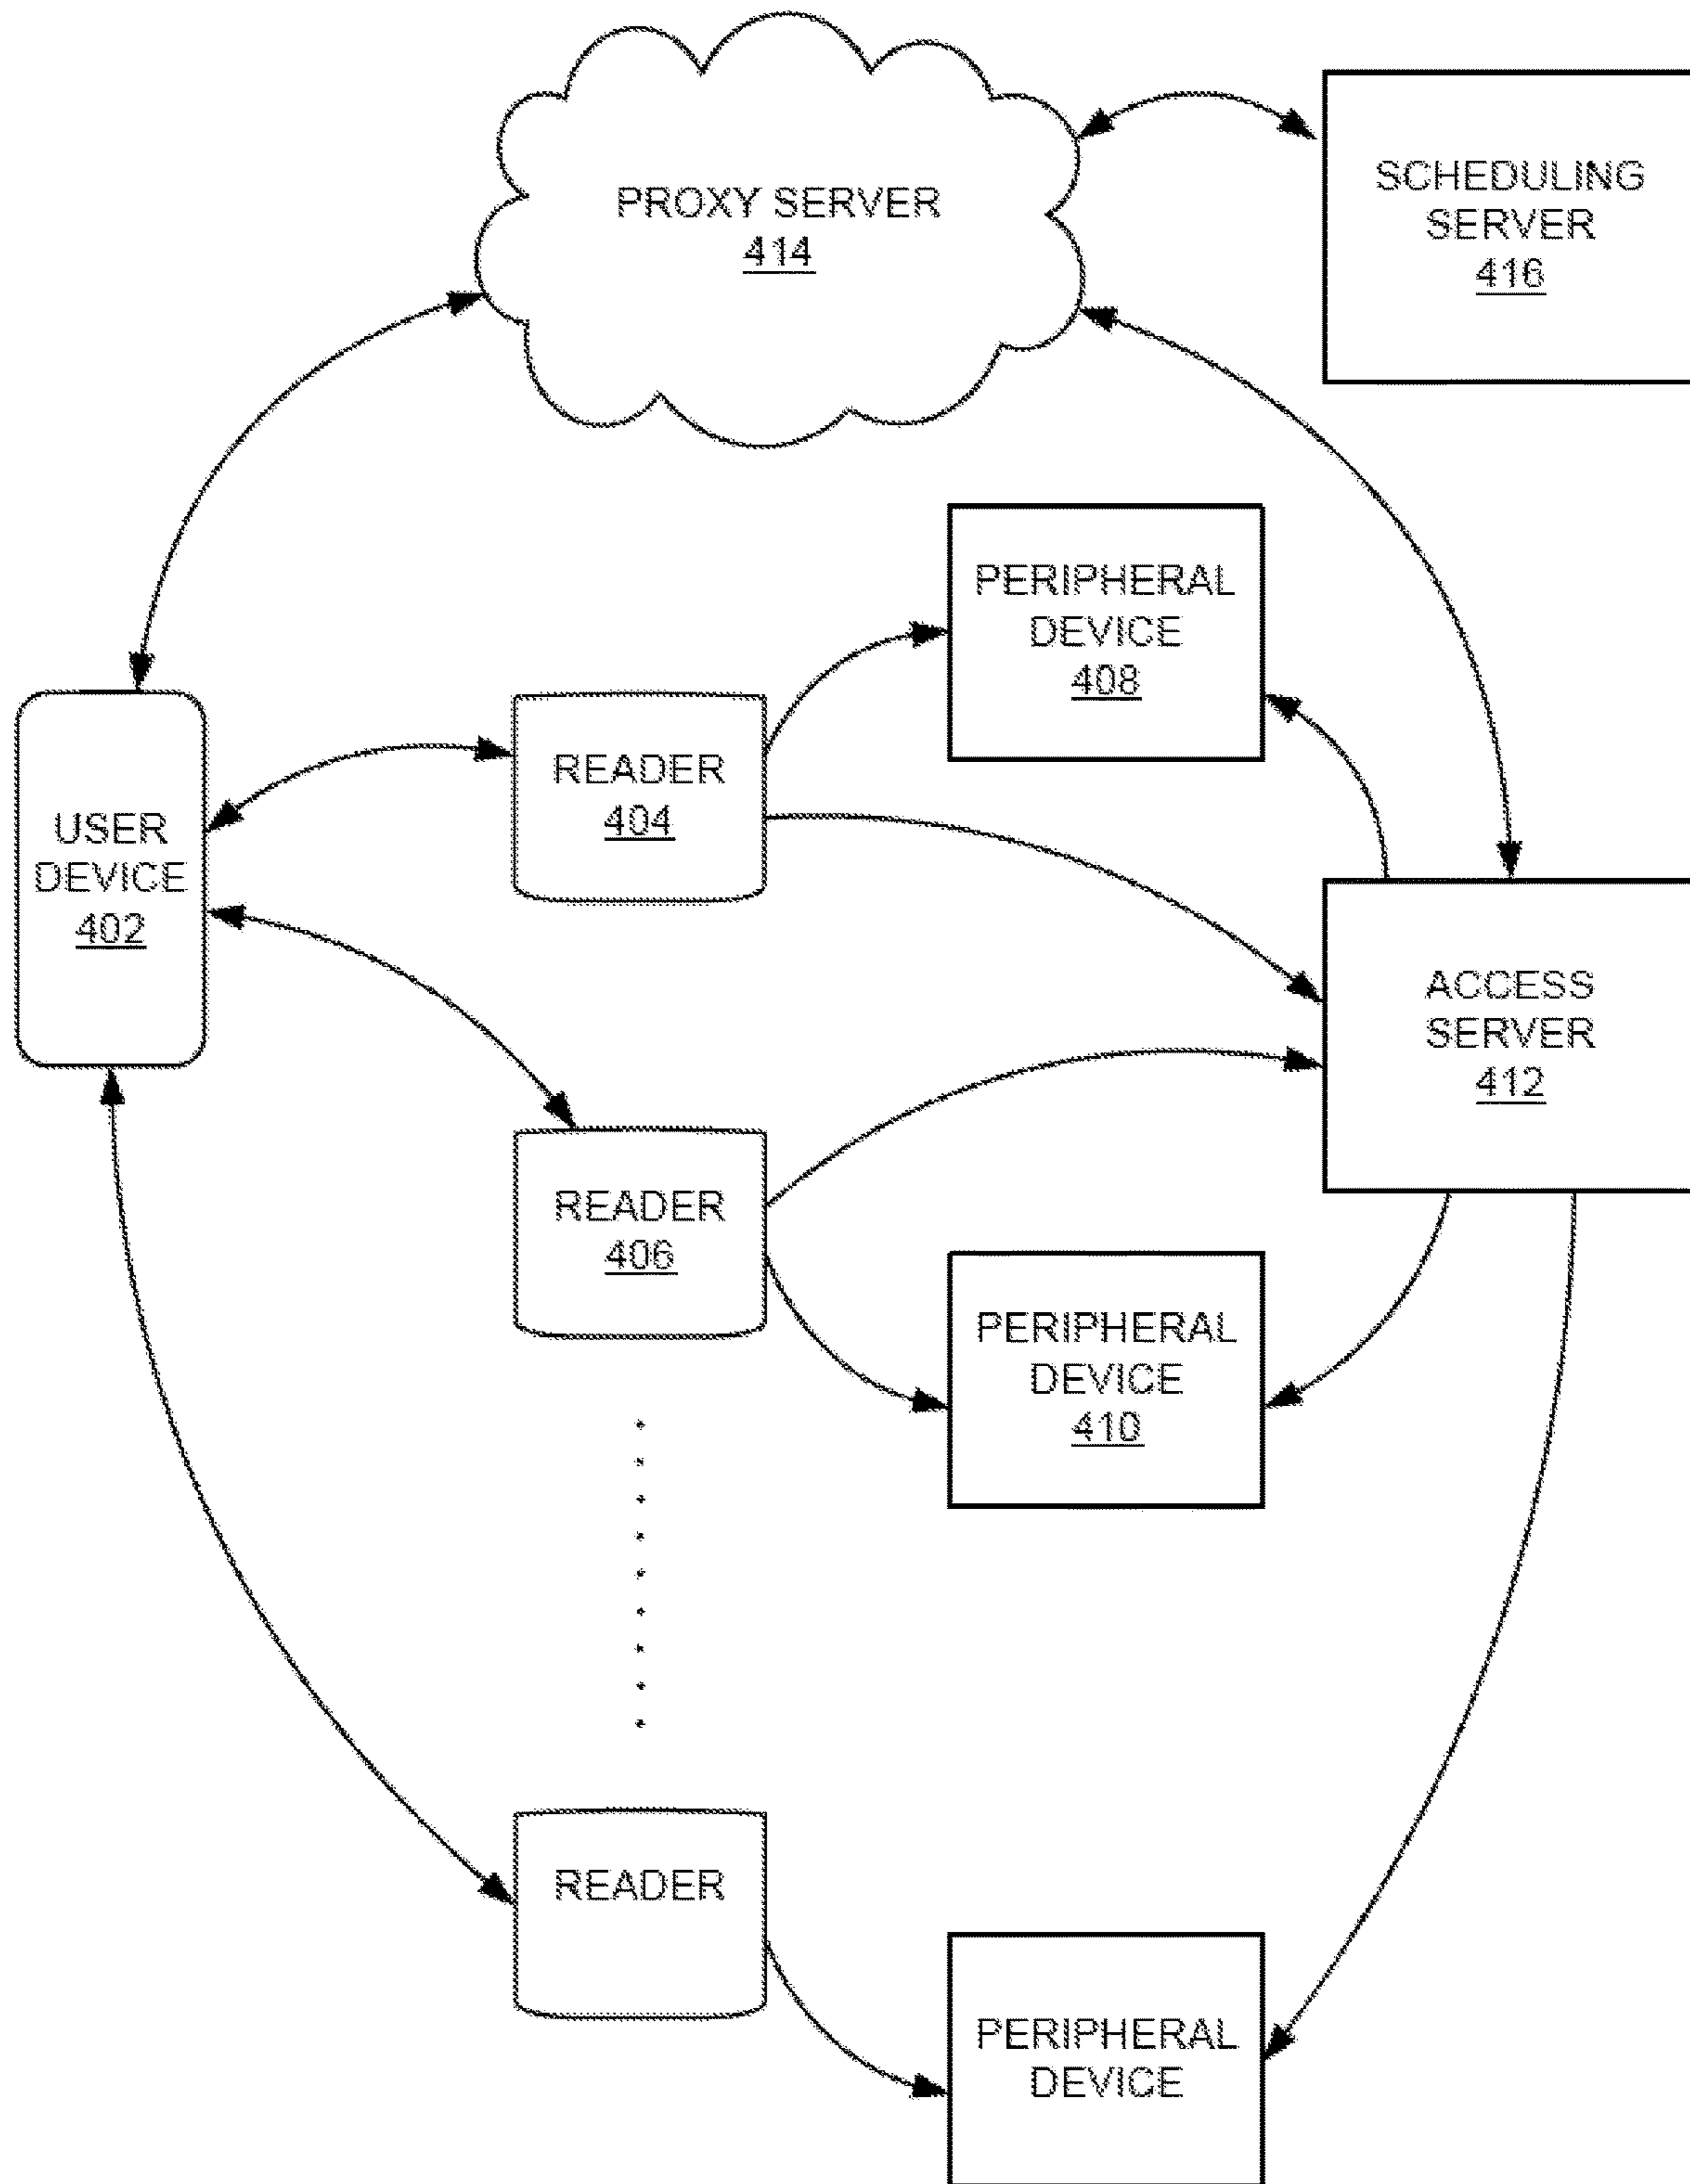 PROXY SERVER
414
SCHEDULING
SERVER
416
PERIPHERAL
DEVICE
408
READER
404
USER
DEVICE
402
ACCESS
SERVER
412
READER
406
PERIPHERAL
DEVICE
410
READER
PERIPHERAL
DEVICE